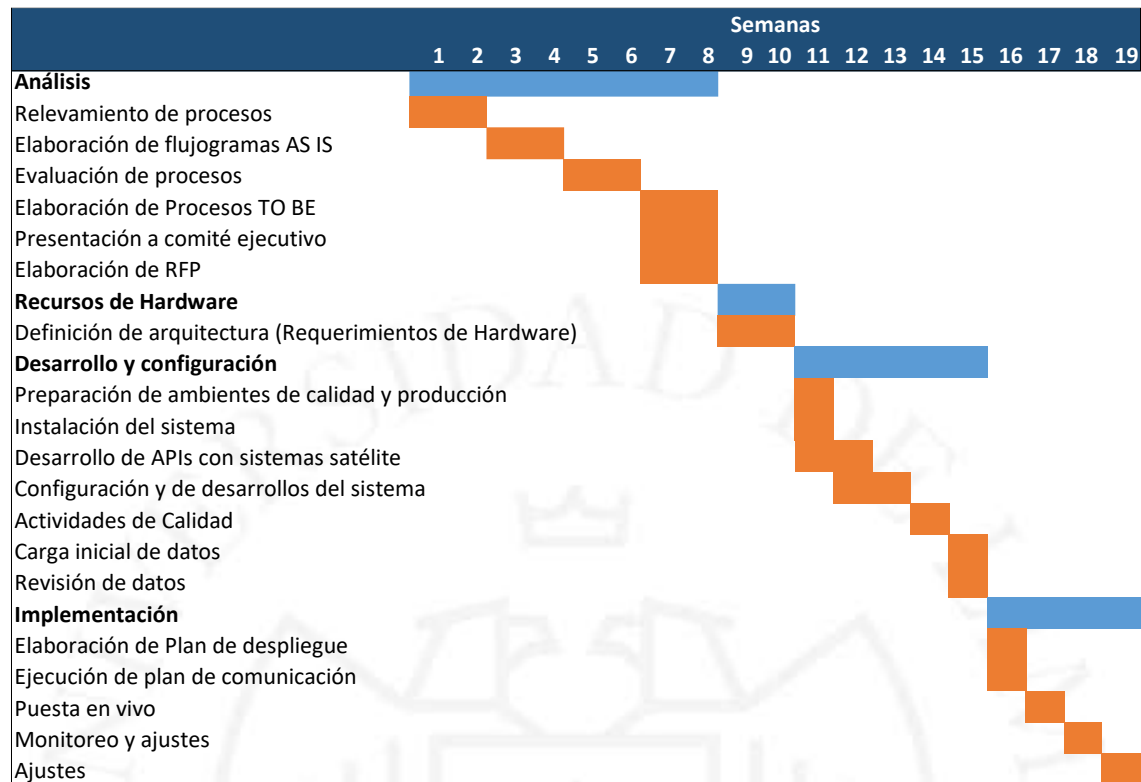 Semanas
1 2 3 4 5 6 7 8 9 10 11 12 13 14 15 16 17 18 19
Análisis
Relevamiento de procesos
Elaboración de flujogramas AS IS
Evaluación de procesos
Elaboración de Procesos TO BE
Presentación a comité ejecutivo
Elaboración de RFP
Recursos de Hardware
Definición de arquitectura (Requerimientos de Hardware)
Desarrollo y configuración
Preparación de ambientes de calidad y producción
Instalación del sistema
Desarrollo de APIs con sistemas satélite
Configuración y de desarrollos del sistema
Actividades de Calidad
Carga inicial de datos
Revisión de datos
Implementación
Elaboración de Plan de despliegue
Ejecución de plan de comunicación
Puesta en vivo
Monitoreo y ajustes
Ajustes